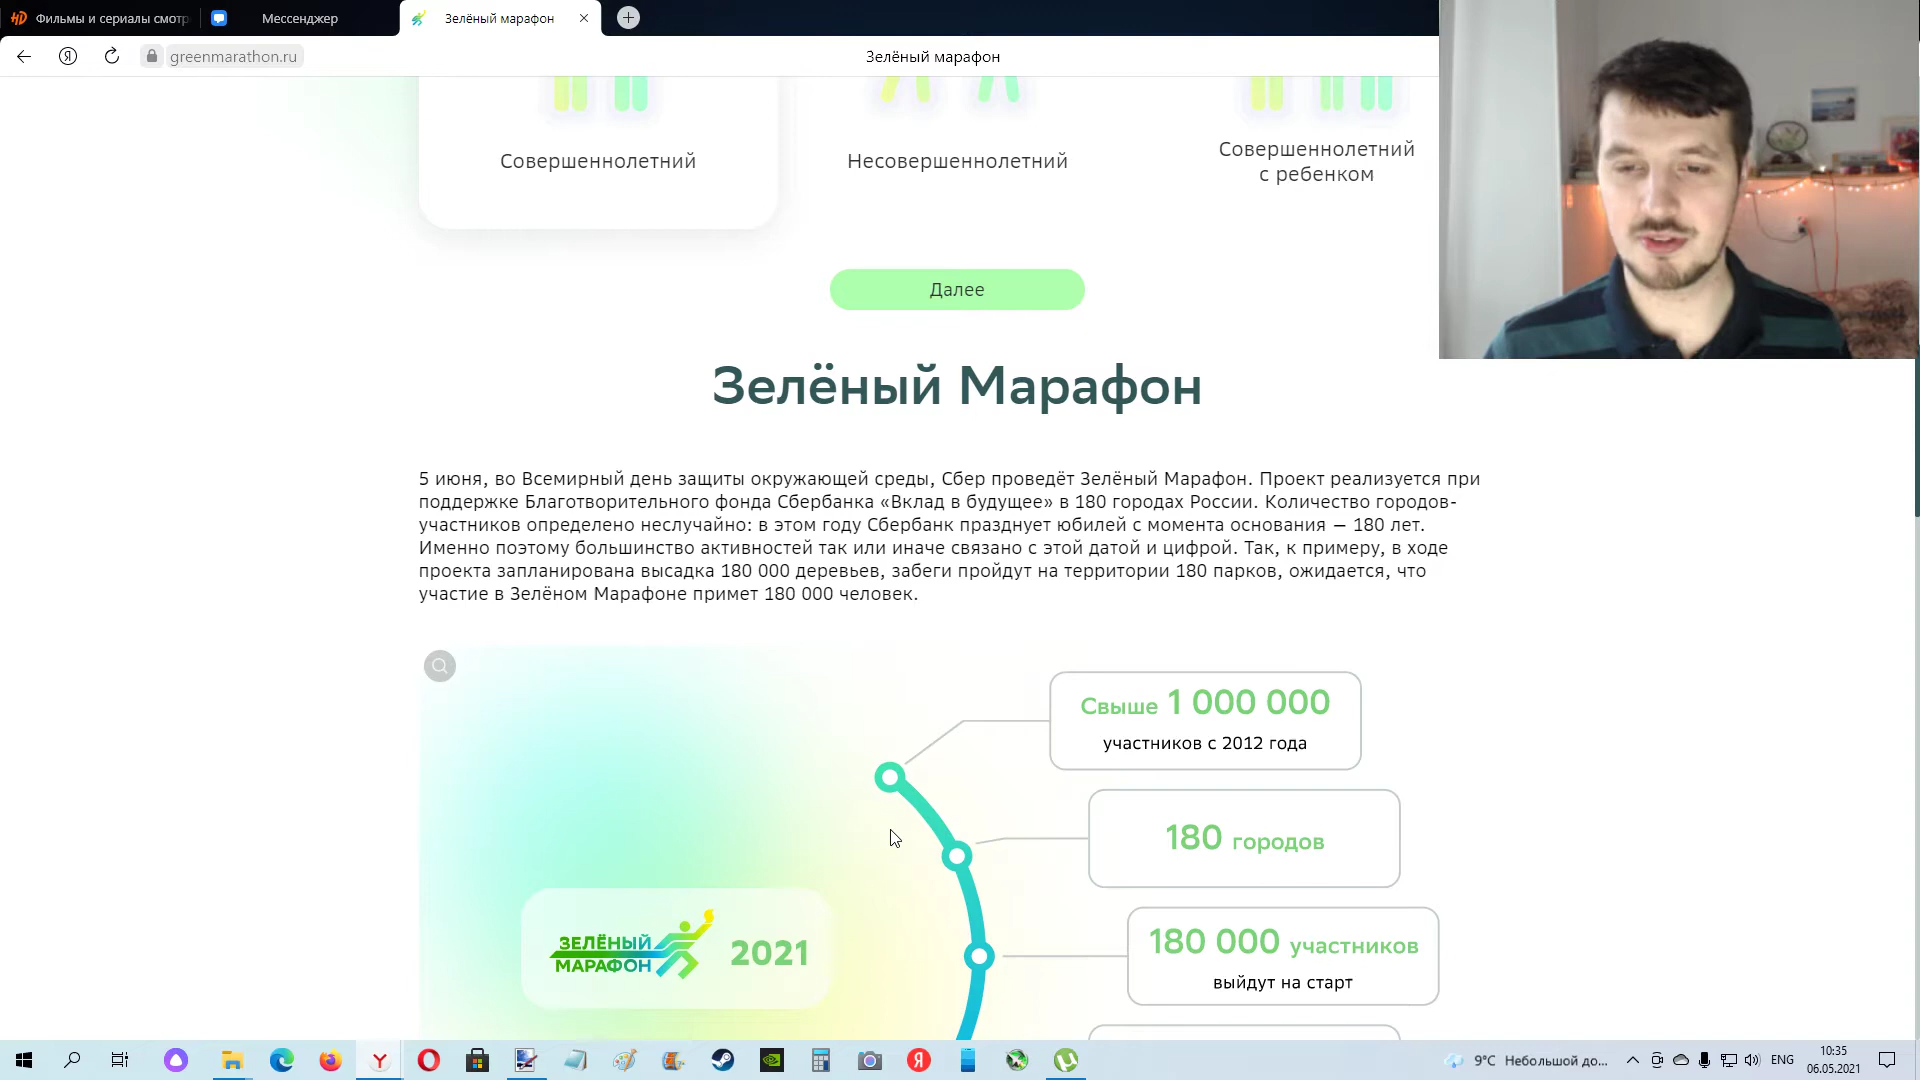 Фильмы и сериалы смотр
Мессенджер
Зелёный марафон
greenmarathon.ru
Зелёный марафон
Совершеннолетний
Несовершеннолетний
Совершеннолетний
с ребенком
Далее
Зелёный Марафон
5 июня, во Всемирный день защиты окружающей среды, Сбер проведёт Зелёный Марафон. Проект реализуется при
поддержке Благотворительного фонда Сбербанка «Вклад в будущее» в 180 городах России. Количество городов-
участников определено неслучайно: в этом году Сбербанк празднует юбилей с момента основания — 180 лет.
Именно поэтому большинство активностей так или иначе связано с этой датой и цифрой. Так, к примеру, в ходе
проекта запланирована высадка 180 000 деревьев, забеги пройдут на территории 180 парков, ожидается, что
участие в Зелёном Марафоне примет 180 000 человек.
Свыше 1 000 000
участников с 2012 года
180 городов
180 000 участников
выйдут на старт
ЗЕЛЁНЫЙ
МАРАФОН
2021
9°C Небольшой до...
ENG
10:35
06.05.2021